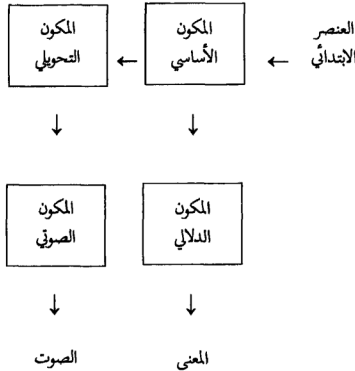 العنصر
الابتدائي
←
المكون
الأساسي
←
المكون
التحويلي
↓
↓
المكون
الدلالي
المكون
الصوتي
↓
↓
المعنى
الصوت